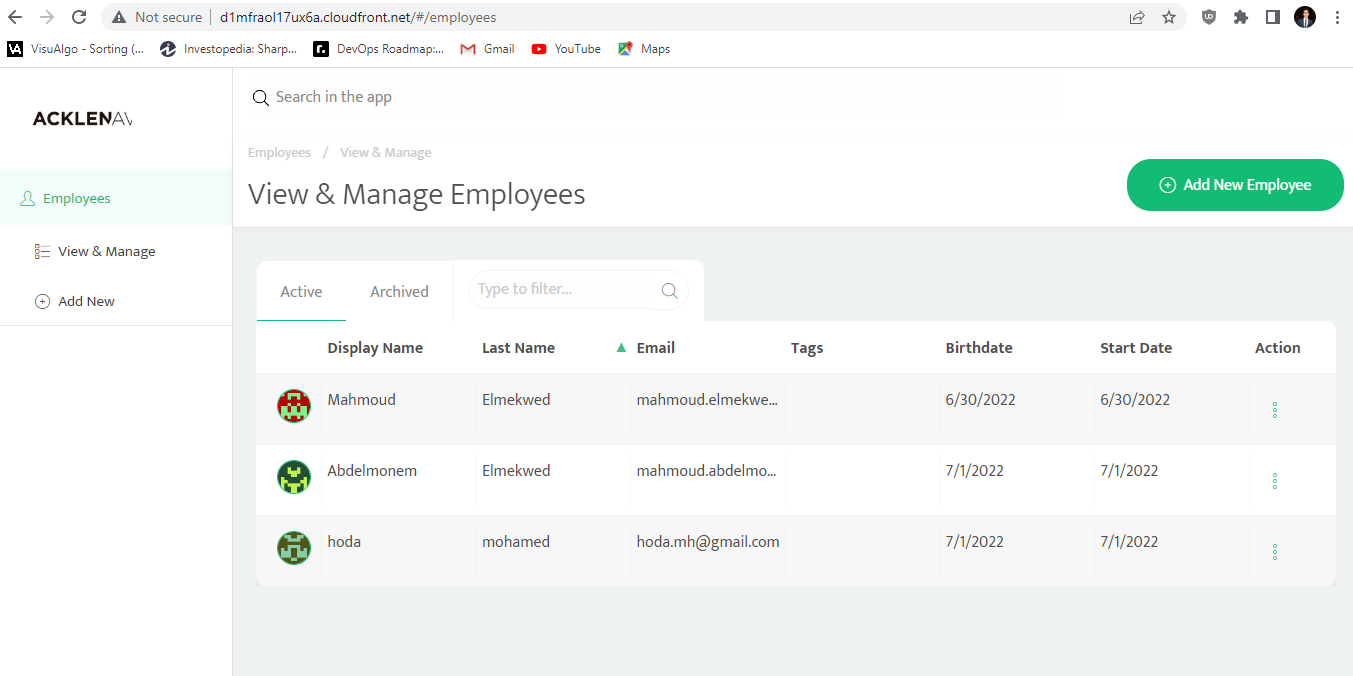 Not secure | d1mfraol17ux6a.cloudfront.net/#/employees
VisuAlgo - Sorting (... Investopedia: Sharp... DevOps Roadmap:... Gmail YouTube Maps
ACKLENAV
Employees
View & Manage
Add New
Search in the app
Employees / View & Manage
View & Manage Employees
Add New Employee
Active Archived Type to filter...
Display Name Last Name Email Tags Birthdate Start Date Action
Mahmoud Elmekwed mahmoud.elmekwe... 6/30/2022 6/30/2022
Abdelmonem Elmekwed mahmoud.abdelmo... 7/1/2022 7/1/2022
hoda mohamed hoda.mh@gmail.com 7/1/2022 7/1/2022